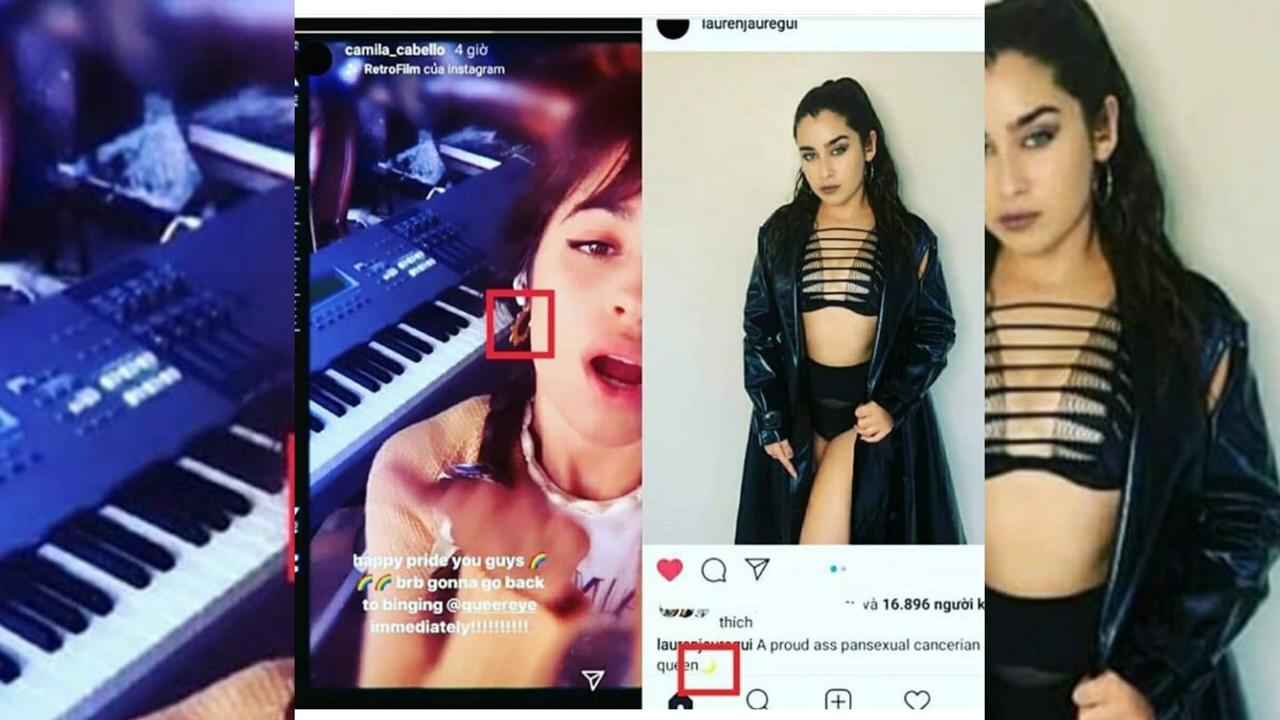 camila_cabello 4 giờ
RetroFilm của instagram
happy pride you guys 🌈
🌈🌈 brb gonna go back
to binging @queereye
immediately!!!!!!!!!!
laurenjauregui
và 16.896 người k
thích
laurenjauregui A proud ass pansexual cancerian
queen🌙